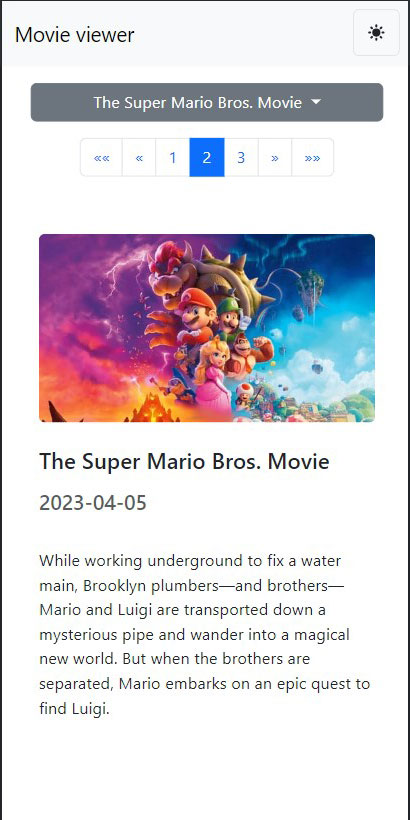 Movie viewer
The Super Mario Bros. Movie
«« « 1 2 3 » »»
The Super Mario Bros. Movie
2023-04-05
While working underground to fix a water
main, Brooklyn plumbers—and brothers—
Mario and Luigi are transported down a
mysterious pipe and wander into a magical
new world. But when the brothers are
separated, Mario embarks on an epic quest to
find Luigi.